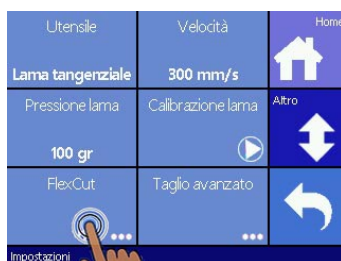 Utensile
Velocità
Home
Lama tangenziale
300 mm/s
Pressione lama
Calibrazione lama
Altro
100 gr
FlexCut
Taglio avanzato
Impostazioni